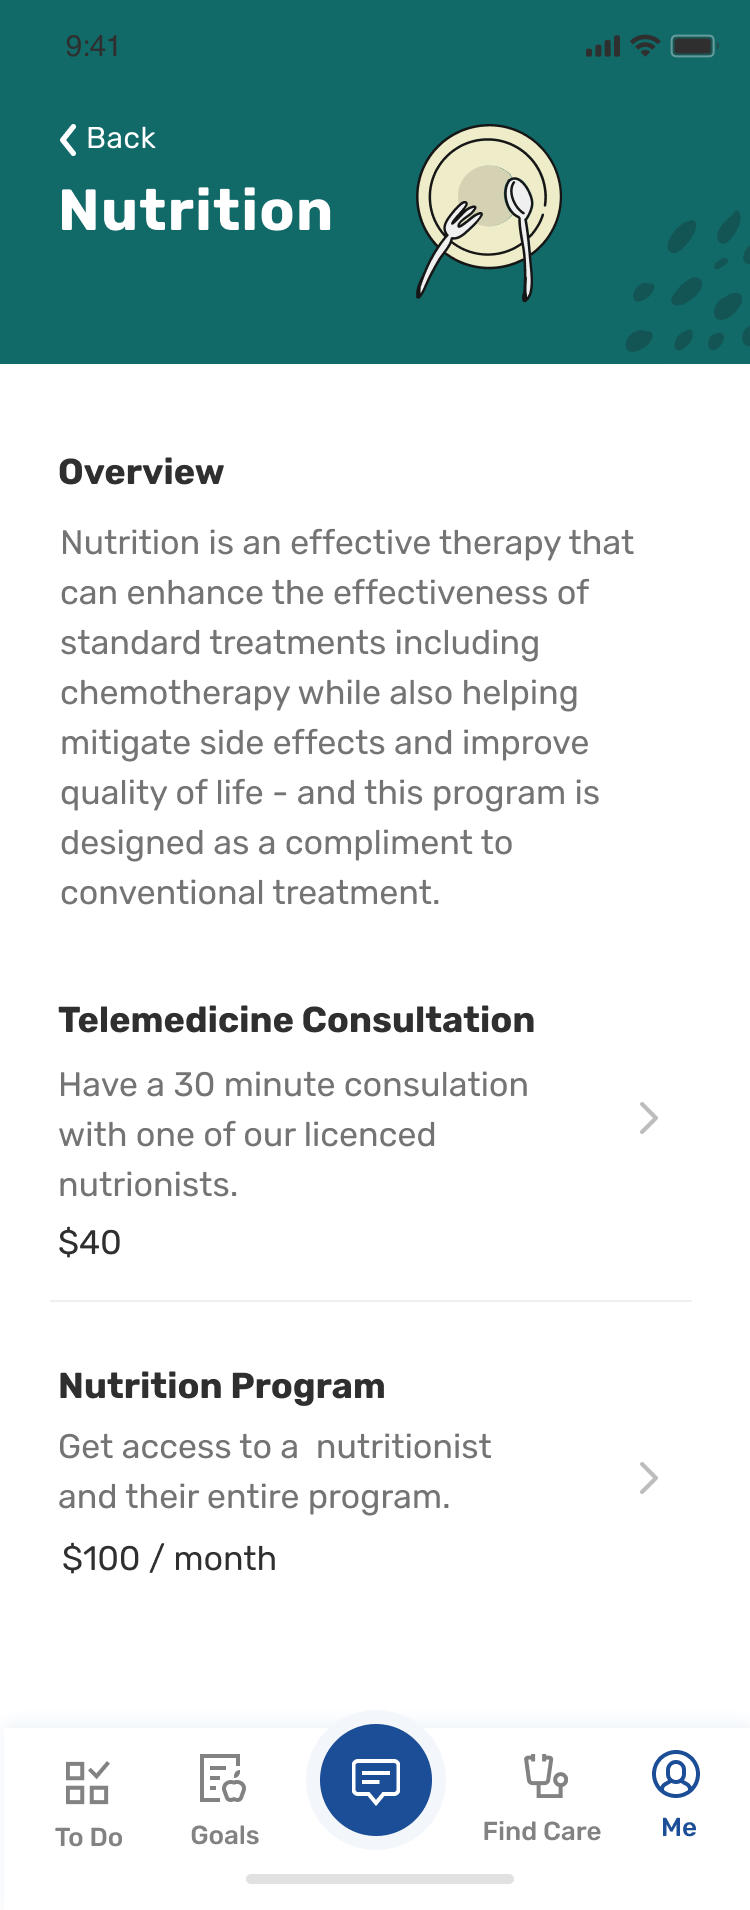 9:41
Back
Nutrition
Overview
Nutrition is an effective therapy that
can enhance the effectiveness of
standard treatments including
chemotherapy while also helping
mitigate side effects and improve
quality of life - and this program is
designed as a compliment to
conventional treatment.
Telemedicine Consultation
Have a 30 minute consulation
with one of our licenced
nutrionists.
$40
Nutrition Program
Get access to a  nutritionist
and their entire program.
$100 / month
To Do
Goals
Find Care
Me